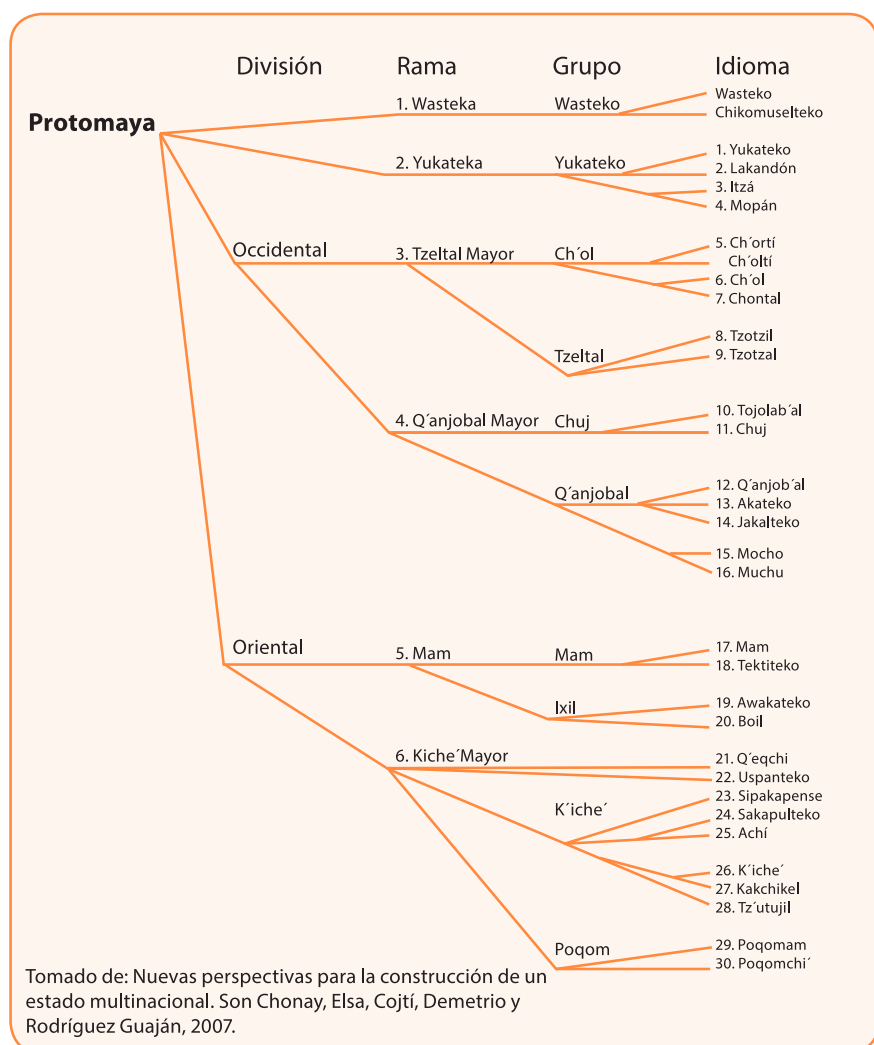 División Rama Grupo Idioma
Protomaya
1. Wasteka Wasteko Wasteko
Chikomuselteko
2. Yukateka Yukateko 1. Yukateko
2. Lakandón
3. Itzá
4. Mopán
Occidental 3. Tzeltal Mayor Ch´ol 5. Ch´ortí
Ch´oltí
6. Ch´ol
7. Chontal
Tzeltal 8. Tzotzil
9. Tzotzal
4. Q´anjobal Mayor Chuj 10. Tojolab´al
11. Chuj
Q´anjobal 12. Q´anjob´al
13. Akateko
14. Jakalteko
15. Mocho
16. Muchu
Oriental 5. Mam Mam 17. Mam
18. Tektiteko
Ixil 19. Awakateko
20. Boil
6. Kiche´Mayor 21. Q´eqchi
22. Uspanteko
K´iche´ 23. Sipakapense
24. Sakapulteko
25. Achí
26. K´iche´
27. Kakchikel
28. Tz´utujil
Poqom 29. Poqomam
30. Poqomchi´
Tomado de: Nuevas perspectivas para la construcción de un
estado multinacional. Son Chonay, Elsa, Cojtí, Demetrio y
Rodríguez Guaján, 2007.